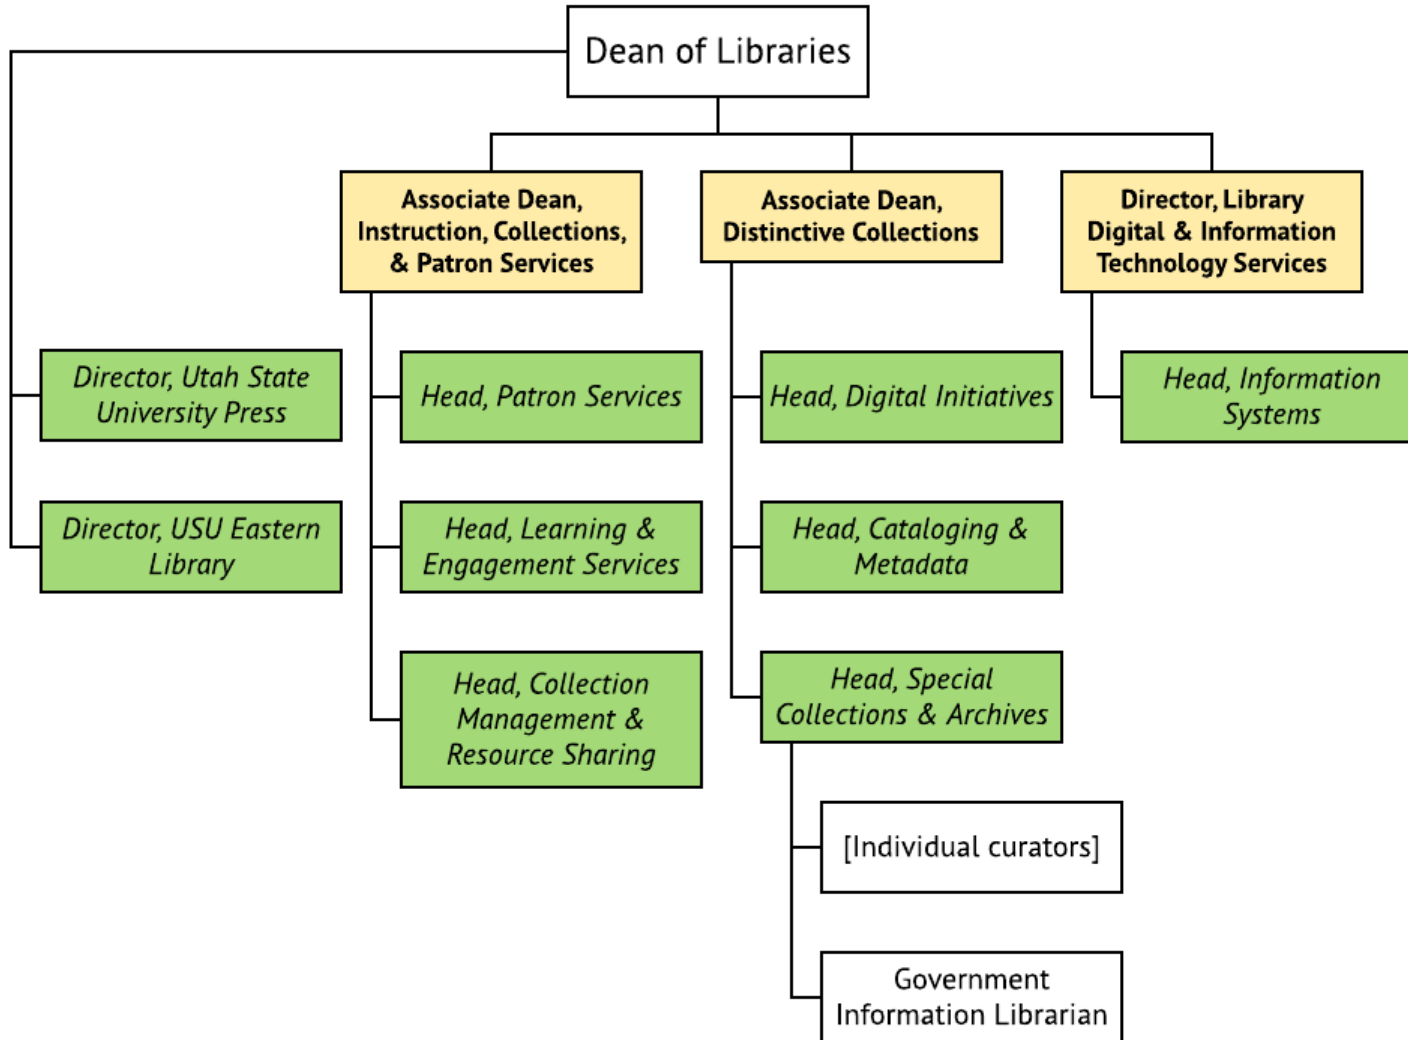 Dean of Libraries
Associate Dean,
Instruction, Collections,
& Patron Services
Associate Dean,
Distinctive Collections
Director, Library
Digital & Information
Technology Services
Director, Utah State
University Press
Head, Patron Services
Head, Digital Initiatives
Head, Information
Systems
Director, USU Eastern
Library
Head, Learning &
Engagement Services
Head, Cataloging &
Metadata
Head, Collection
Management &
Resource Sharing
Head, Special
Collections & Archives
[Individual curators]
Government
Information Librarian